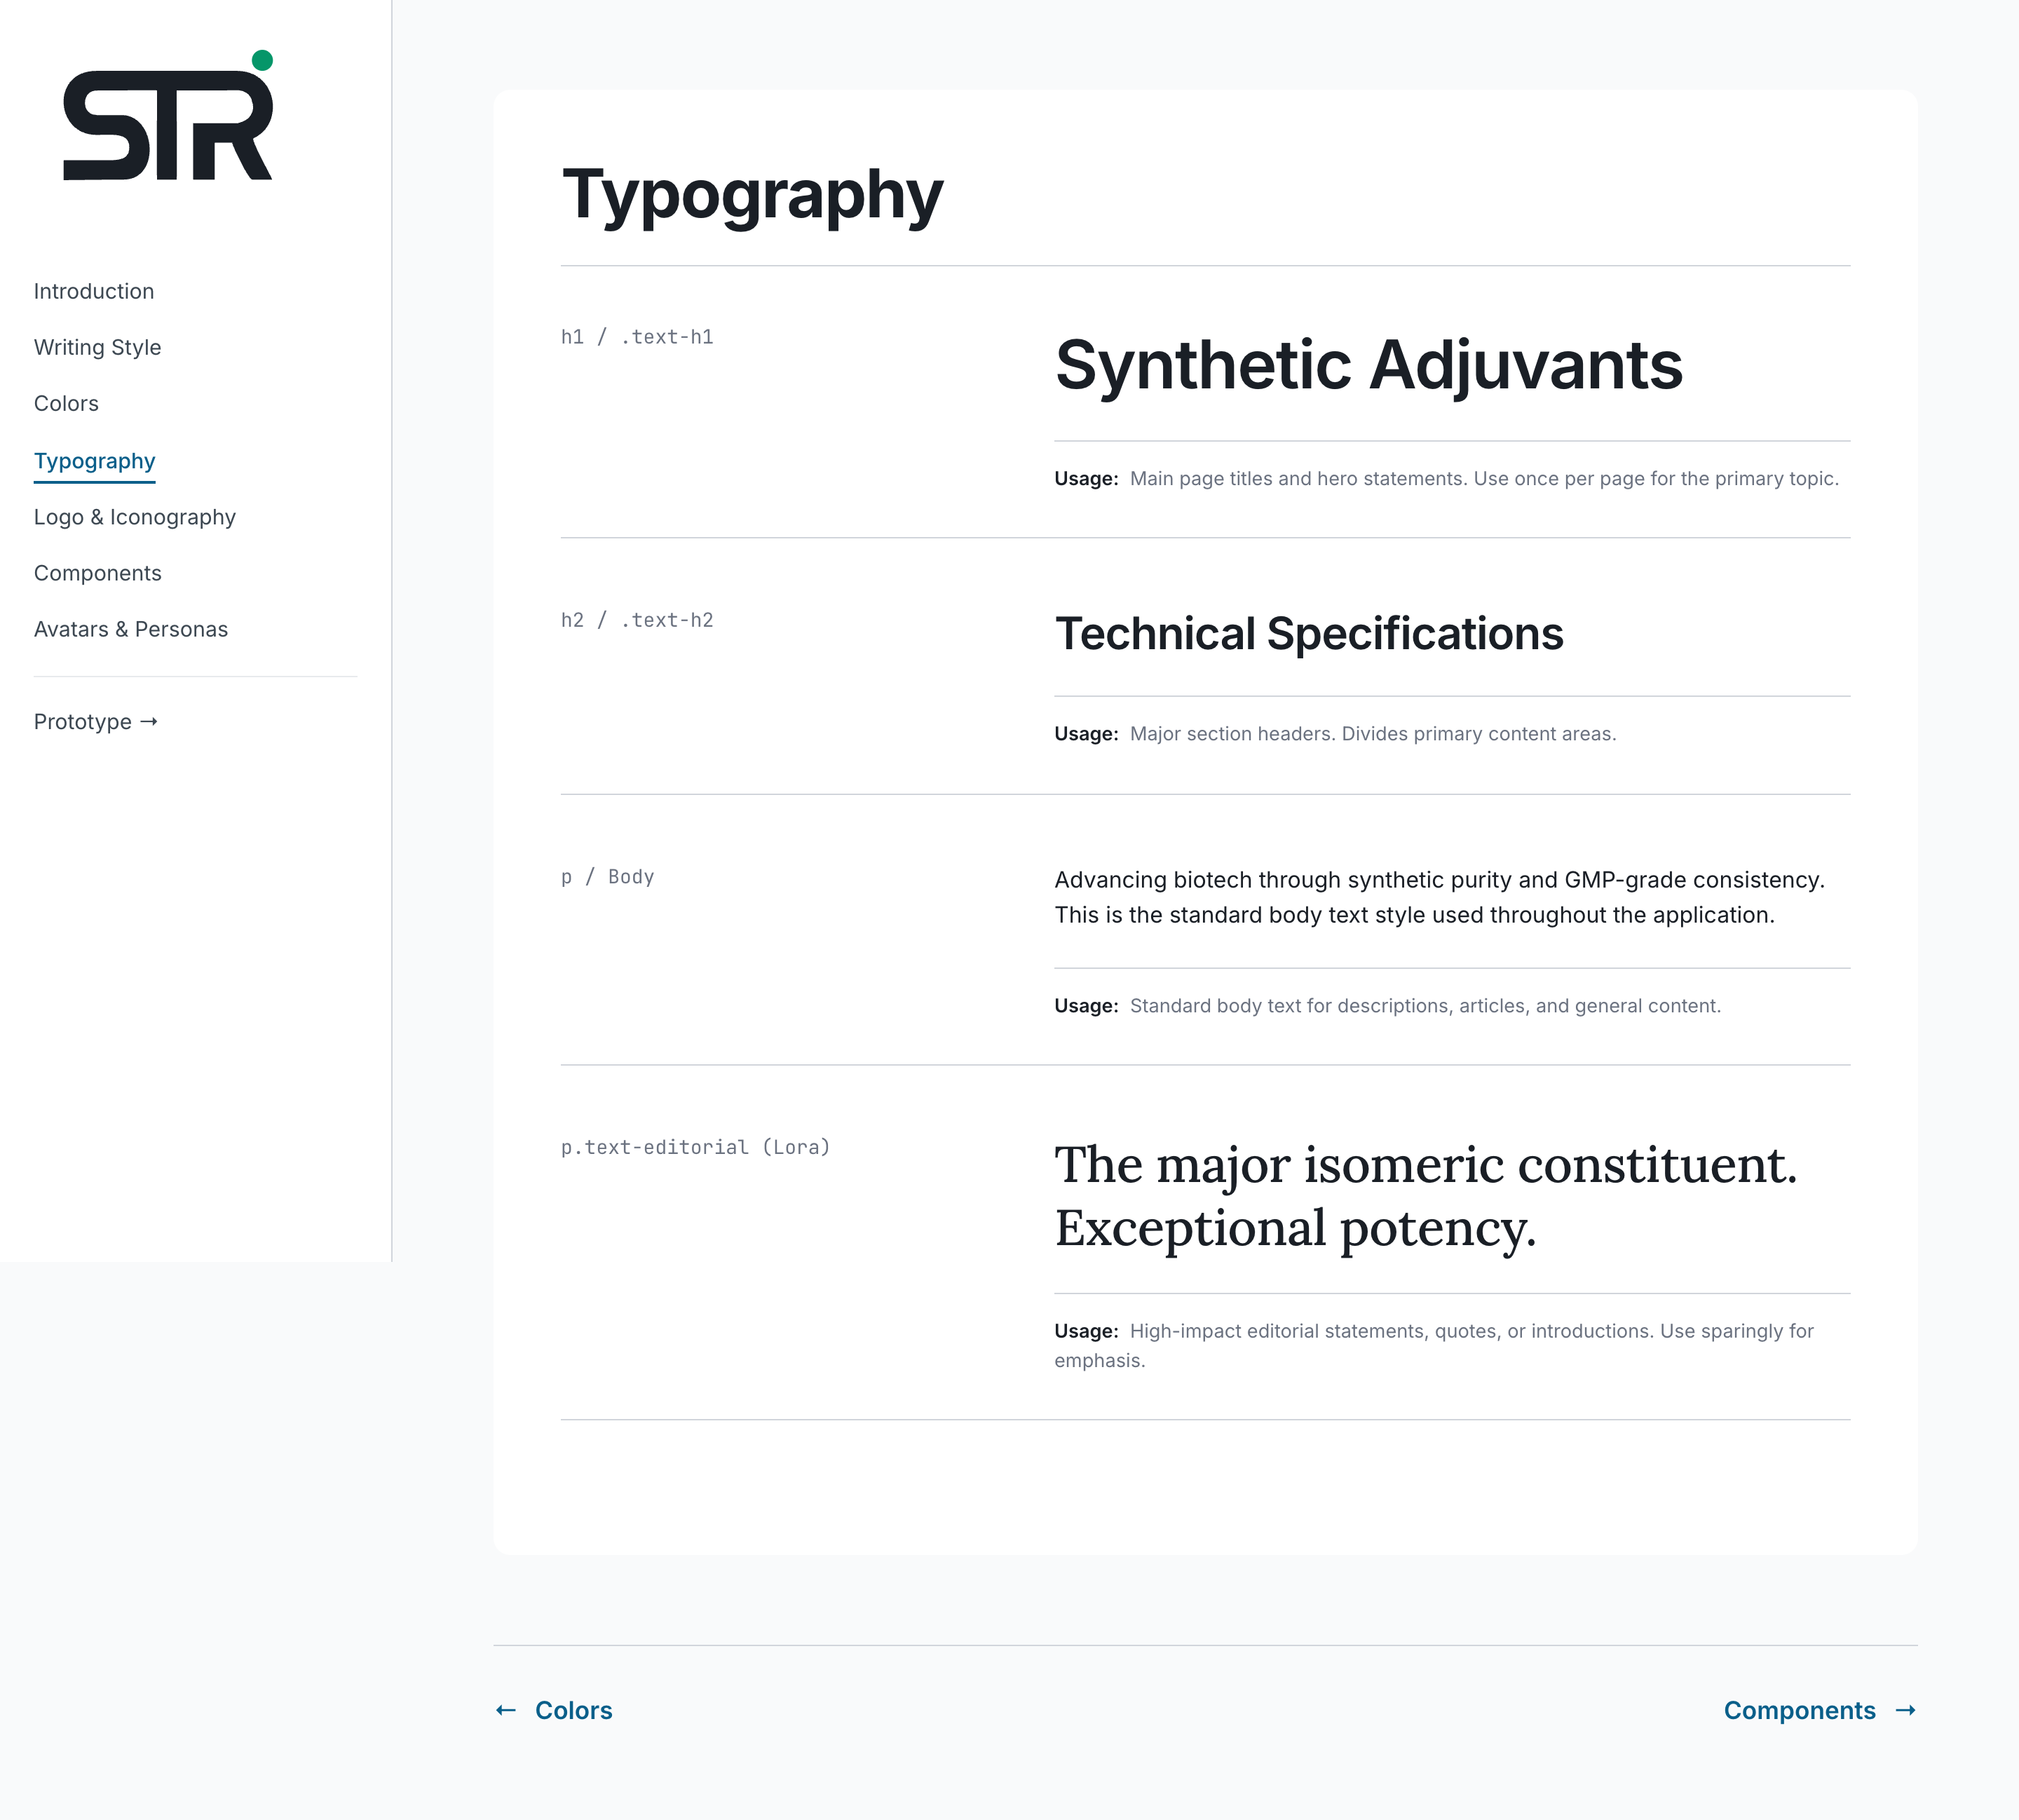 STR
Introduction
Writing Style
Colors
Typography
Logo & Iconography
Components
Avatars & Personas
Prototype →
Typography
h1 / .text-h1
Synthetic Adjuvants
Usage: Main page titles and hero statements. Use once per page for the primary topic.
h2 / .text-h2
Technical Specifications
Usage: Major section headers. Divides primary content areas.
p / Body
Advancing biotech through synthetic purity and GMP-grade consistency.
This is the standard body text style used throughout the application.
Usage: Standard body text for descriptions, articles, and general content.
p.text-editorial (Lora)
The major isomeric constituent.
Exceptional potency.
Usage: High-impact editorial statements, quotes, or introductions. Use sparingly for
emphasis.
← Colors
Components →